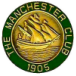 THE MANCHESTER CLUB
1905